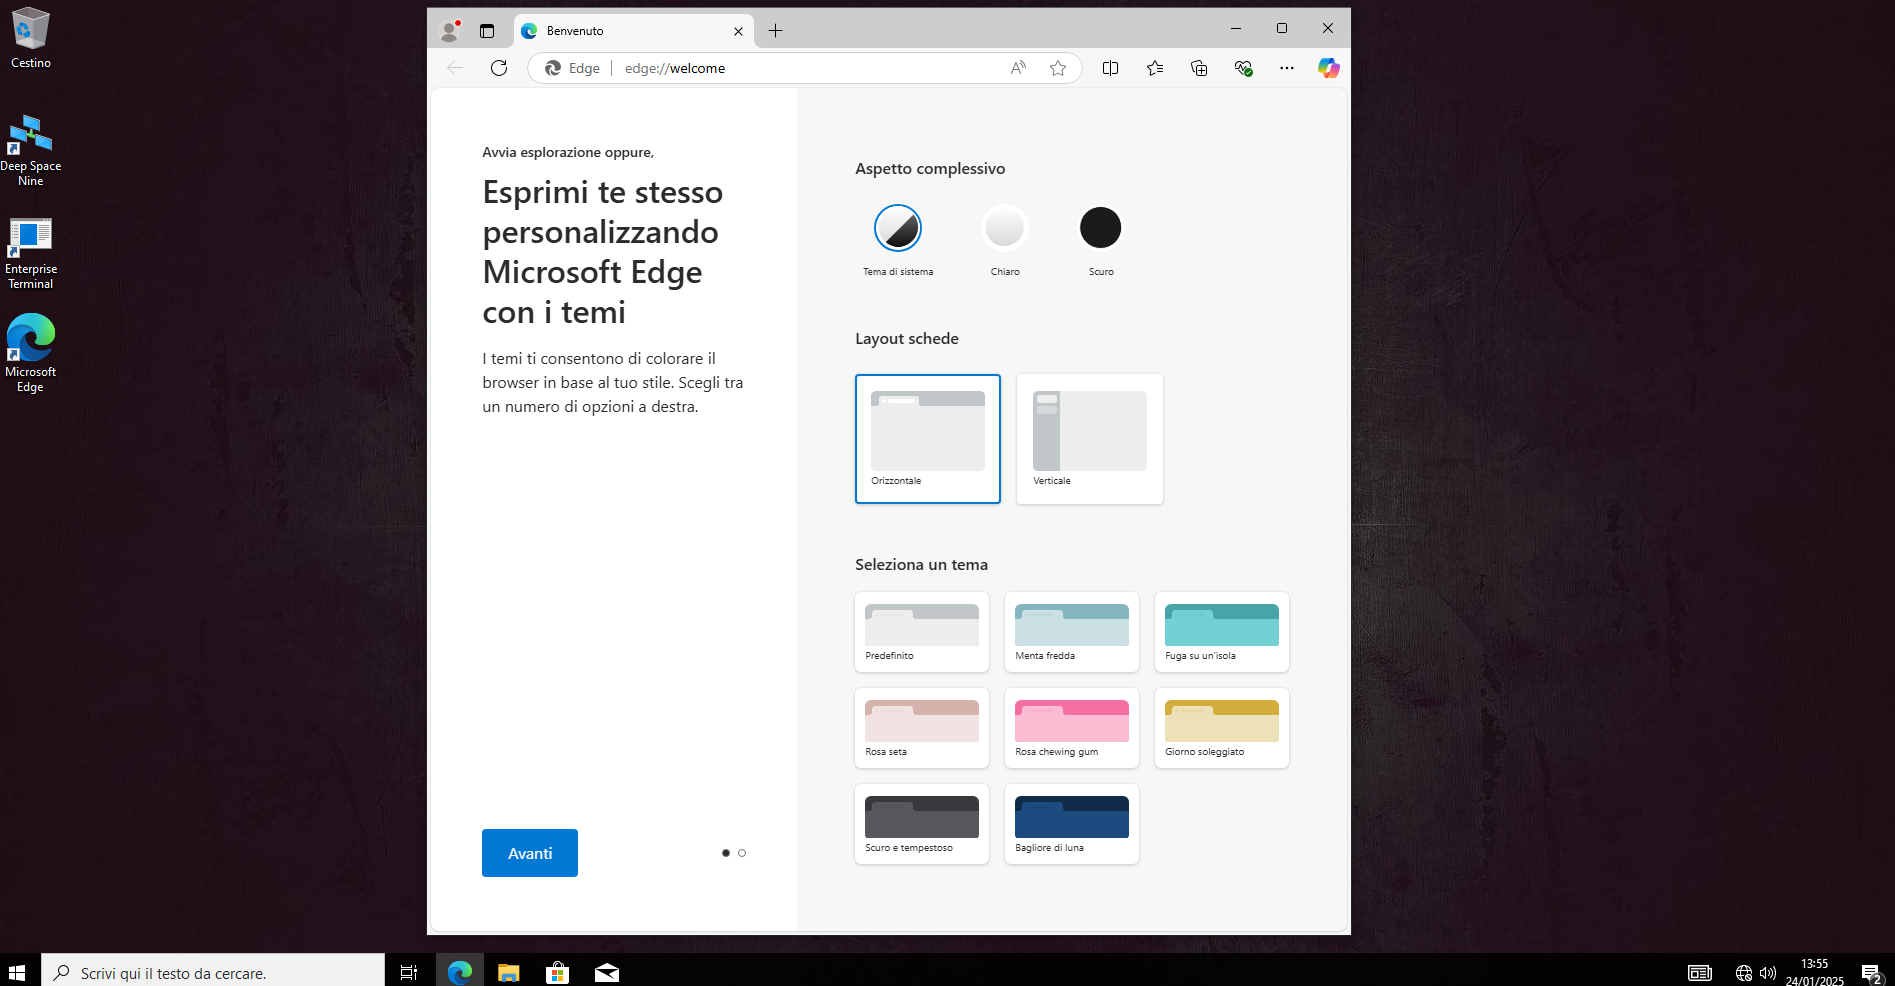 Cestino
Deep Space
Nine
Enterprise
Terminal
Microsoft
Edge
Benvenuto
Edge
edge://welcome
Avvia esplorazione oppure,
Esprimi te stesso
personalizzando
Microsoft Edge
con i temi
I temi ti consentono di colorare il
browser in base al tuo stile. Scegli tra
un numero di opzioni a destra.
Avanti
Aspetto complessivo
Tema di sistema
Chiaro
Scuro
Layout schede
Orizzontale
Verticale
Seleziona un tema
Predefinito
Menta fredda
Fuga su un'isola
Rosa seta
Rosa chewing gum
Giorno soleggiato
Scuro e tempestoso
Bagliore di luna
Scrivi qui il testo da cercare.
13:55
24/01/2025
2